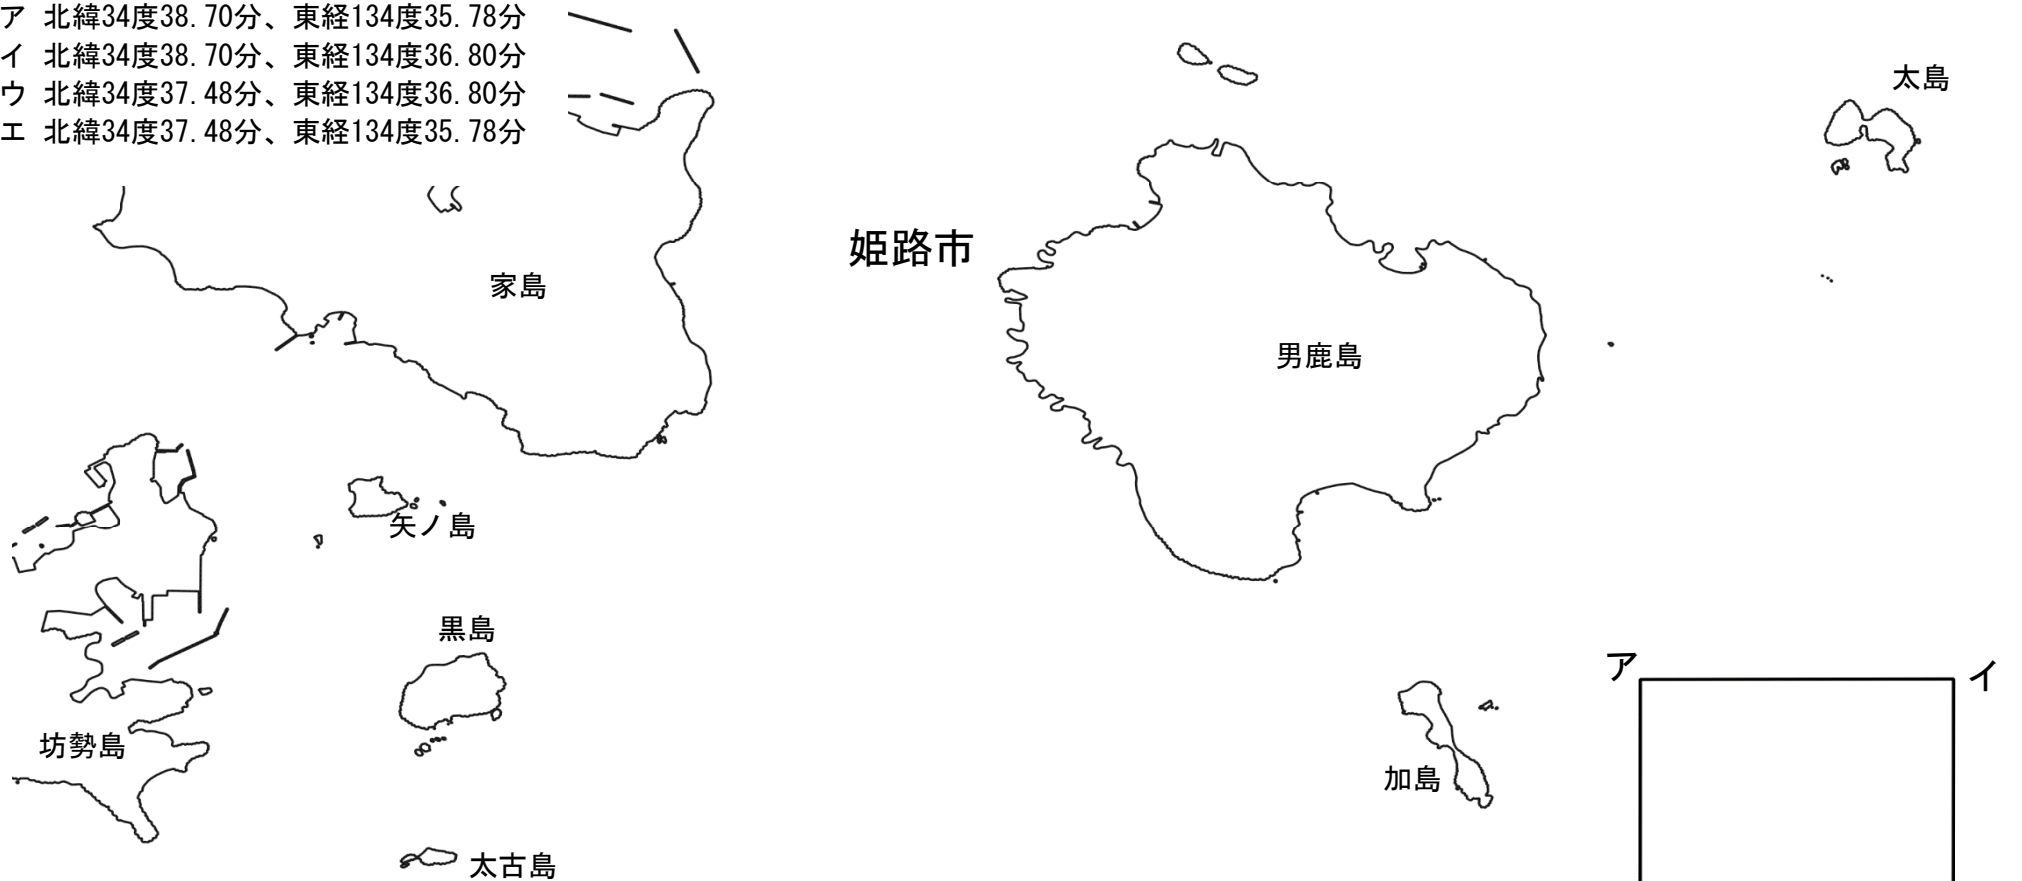 ア 北緯34度38.70分、東経134度35.78分
イ 北緯34度38.70分、東経134度36.80分
ウ 北緯34度37.48分、東経134度36.80分
エ 北緯34度37.48分、東経134度35.78分
太島
姫路市
家島
男鹿島
矢ノ島
黒島
ア
イ
坊勢島
加島
太古島